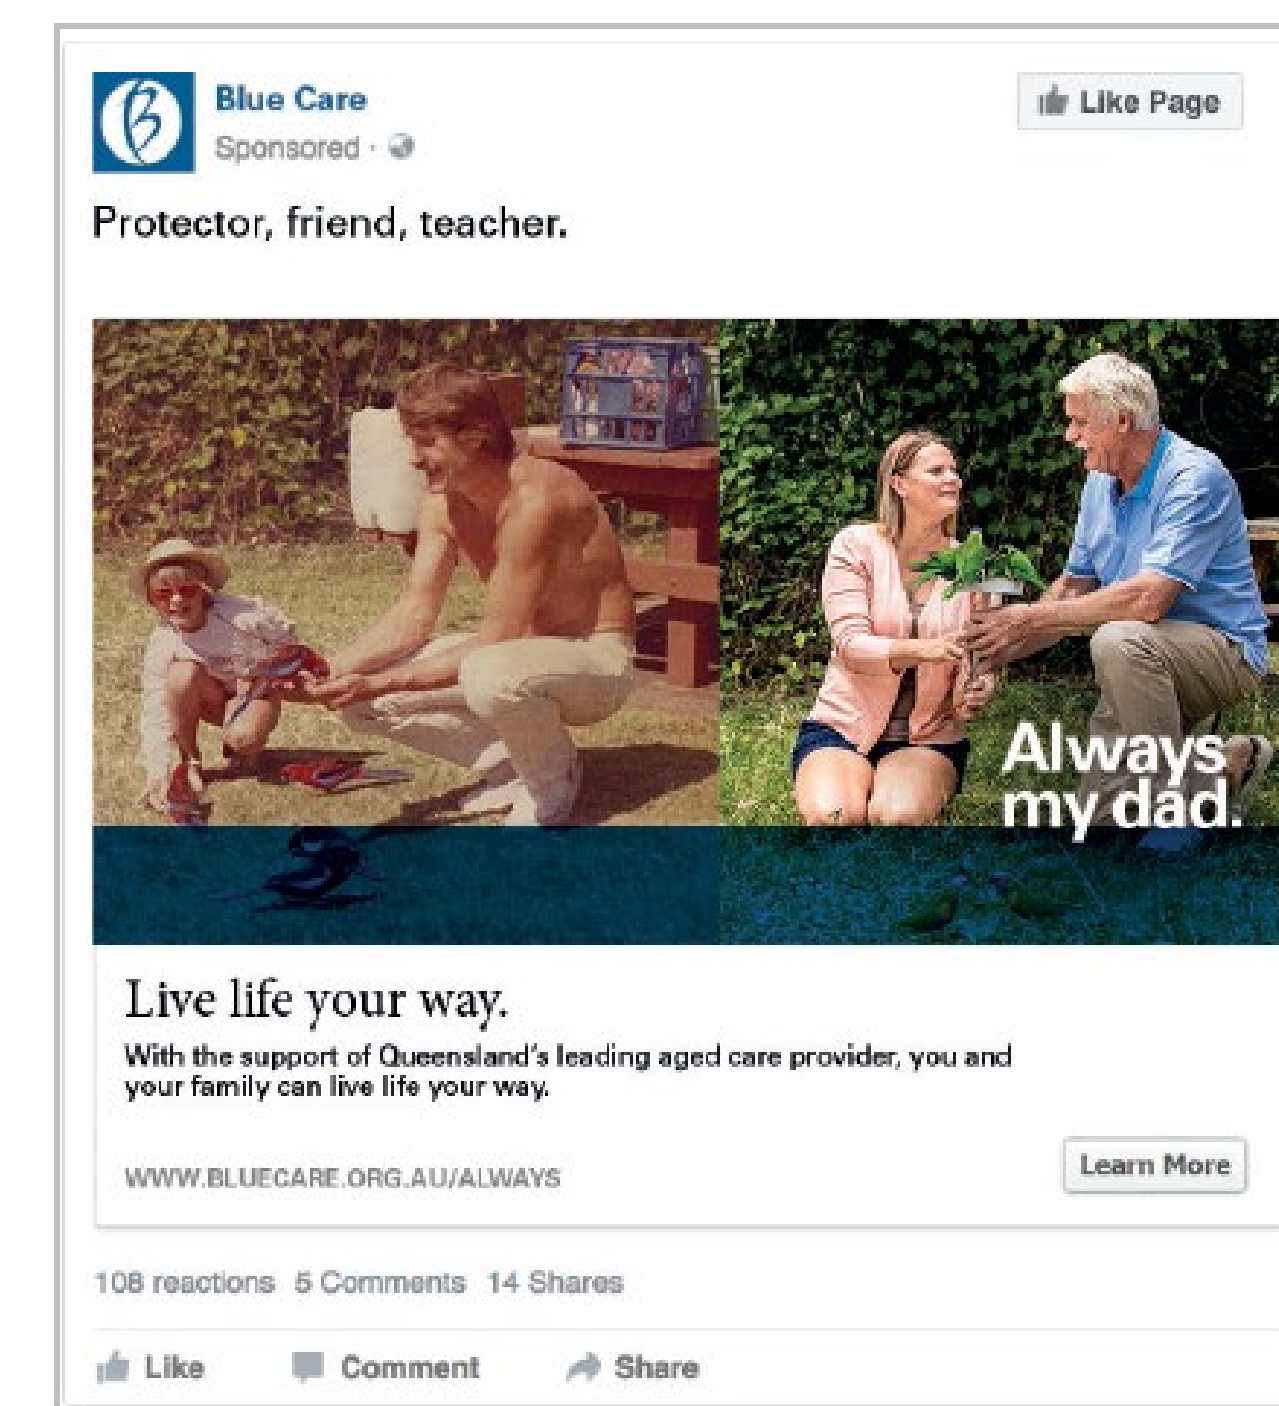 Blue Care
Like Page
Sponsored ·
Protector, friend, teacher.
Always
my dad.
Live life your way.
With the support of Queensland's leading aged care provider, you and
your family can live life your way.
WWW.BLUECARE.ORG.AU/ALWAYS
Learn More
108 reactions 5 Comments 14 Shares
Like Comment Share